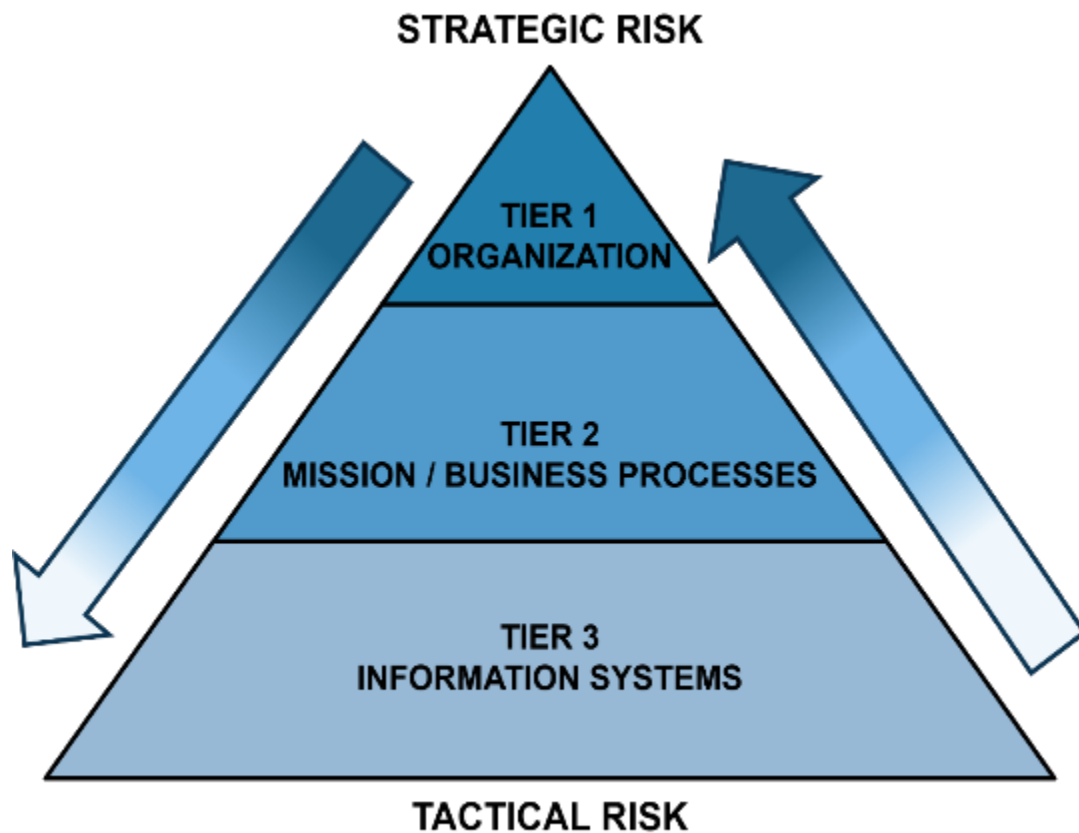 STRATEGIC RISK
TIER 1
ORGANIZATION
TIER 2
MISSION / BUSINESS PROCESSES
TIER 3
INFORMATION SYSTEMS
TACTICAL RISK